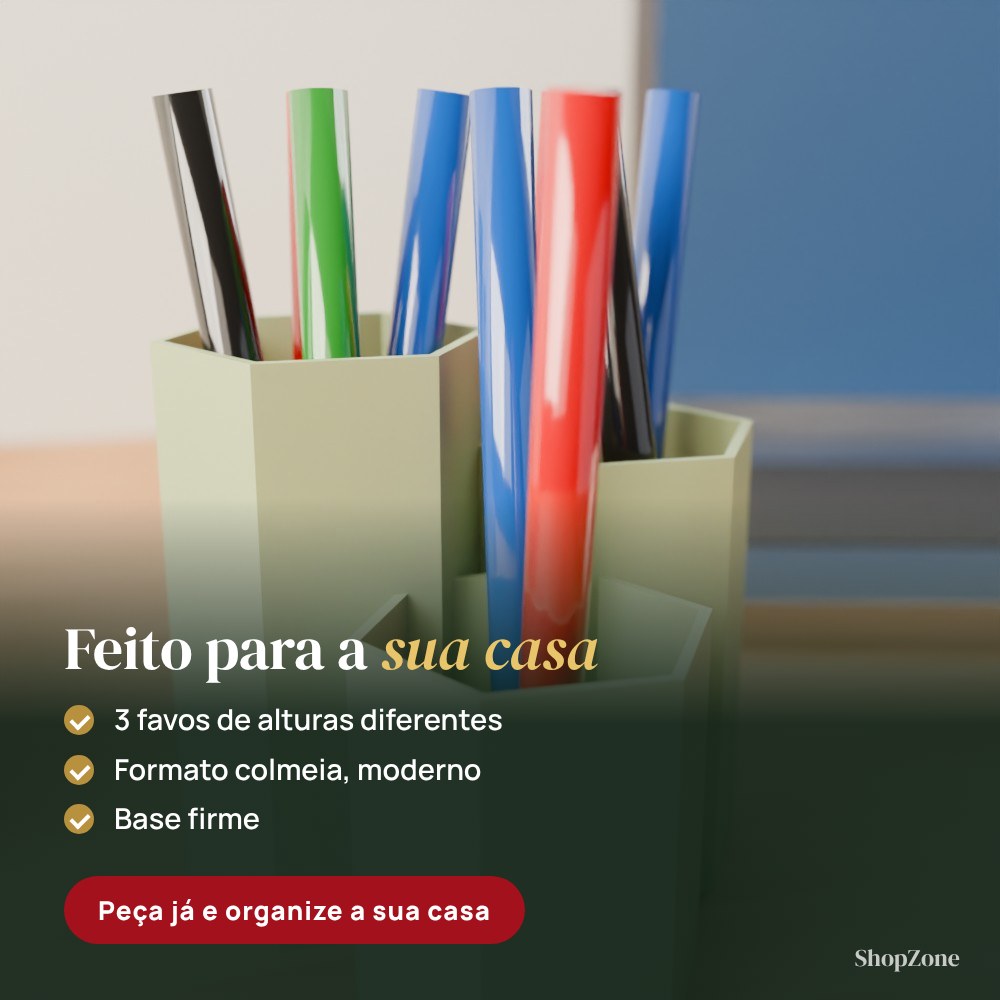 Feito para a sua casa
3 favos de alturas diferentes
Formato colmeia, moderno
Base firme
Peça já e organize a sua casa
ShopZone